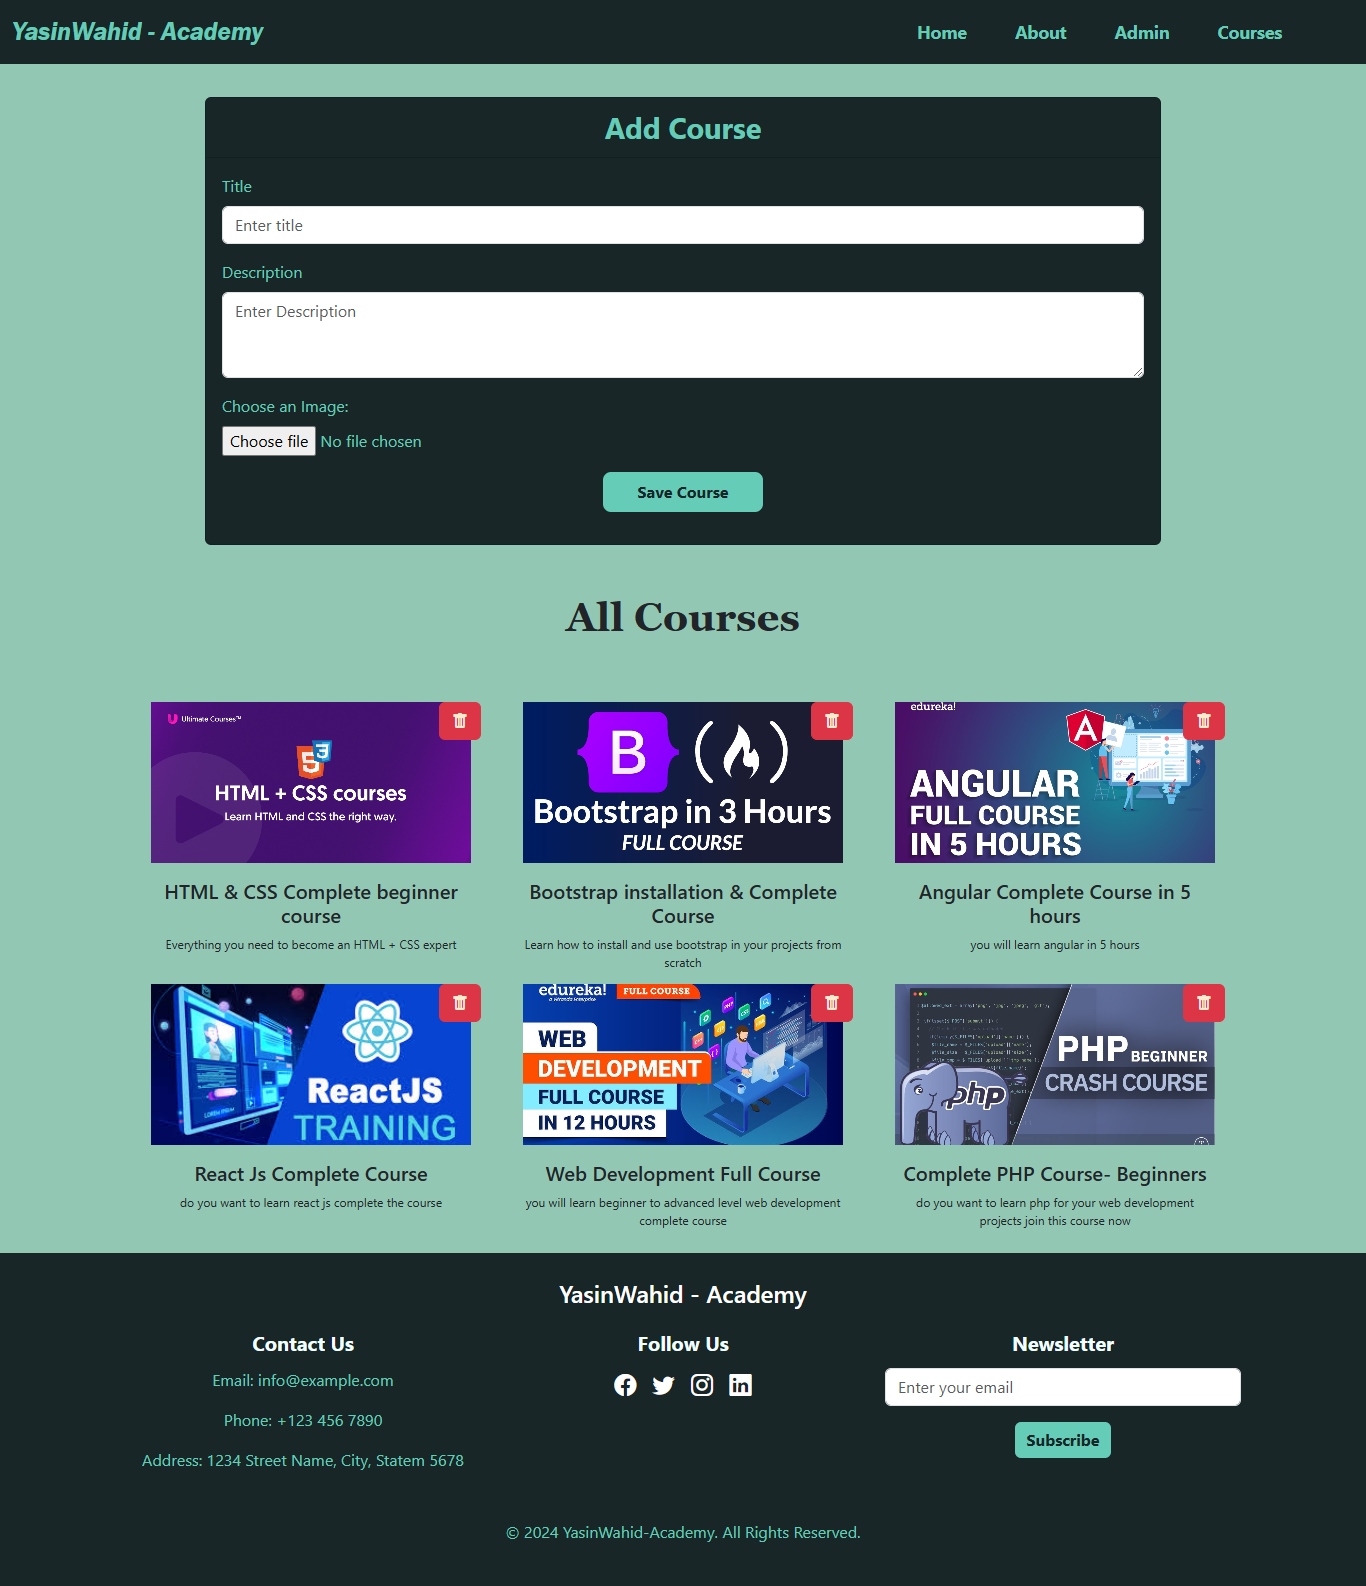 YasinWahid - Academy
Home
About
Admin
Courses
Add Course
Title
Enter title
Description
Enter Description
Choose an Image:
Choose file No file chosen
Save Course
All Courses
Ultimate Courses™
HTML + CSS courses
Learn HTML and CSS the right way.
HTML & CSS Complete beginner
course
Everything you need to become an HTML + CSS expert
B
Bootstrap in 3 Hours
FULL COURSE
Bootstrap installation & Complete
Course
Learn how to install and use bootstrap in your projects from
scratch
edureka!
A
ANGULAR
FULL COURSE
IN 5 HOURS
Angular Complete Course in 5
hours
you will learn angular in 5 hours
ReactJS
TRAINING
React Js Complete Course
do you want to learn react js complete the course
edureka!
FULL COURSE
WEB
DEVELOPMENT
FULL COURSE
IN 12 HOURS
Web Development Full Course
you will learn beginner to advanced level web development
complete course
PHP BEGINNER
CRASH COURSE
php
Complete PHP Course- Beginners
do you want to learn php for your web development
projects join this course now
YasinWahid - Academy
Contact Us
Email: info@example.com
Phone: +123 456 7890
Address: 1234 Street Name, City, Statem 5678
Follow Us
Newsletter
Enter your email
Subscribe
© 2024 YasinWahid-Academy. All Rights Reserved.